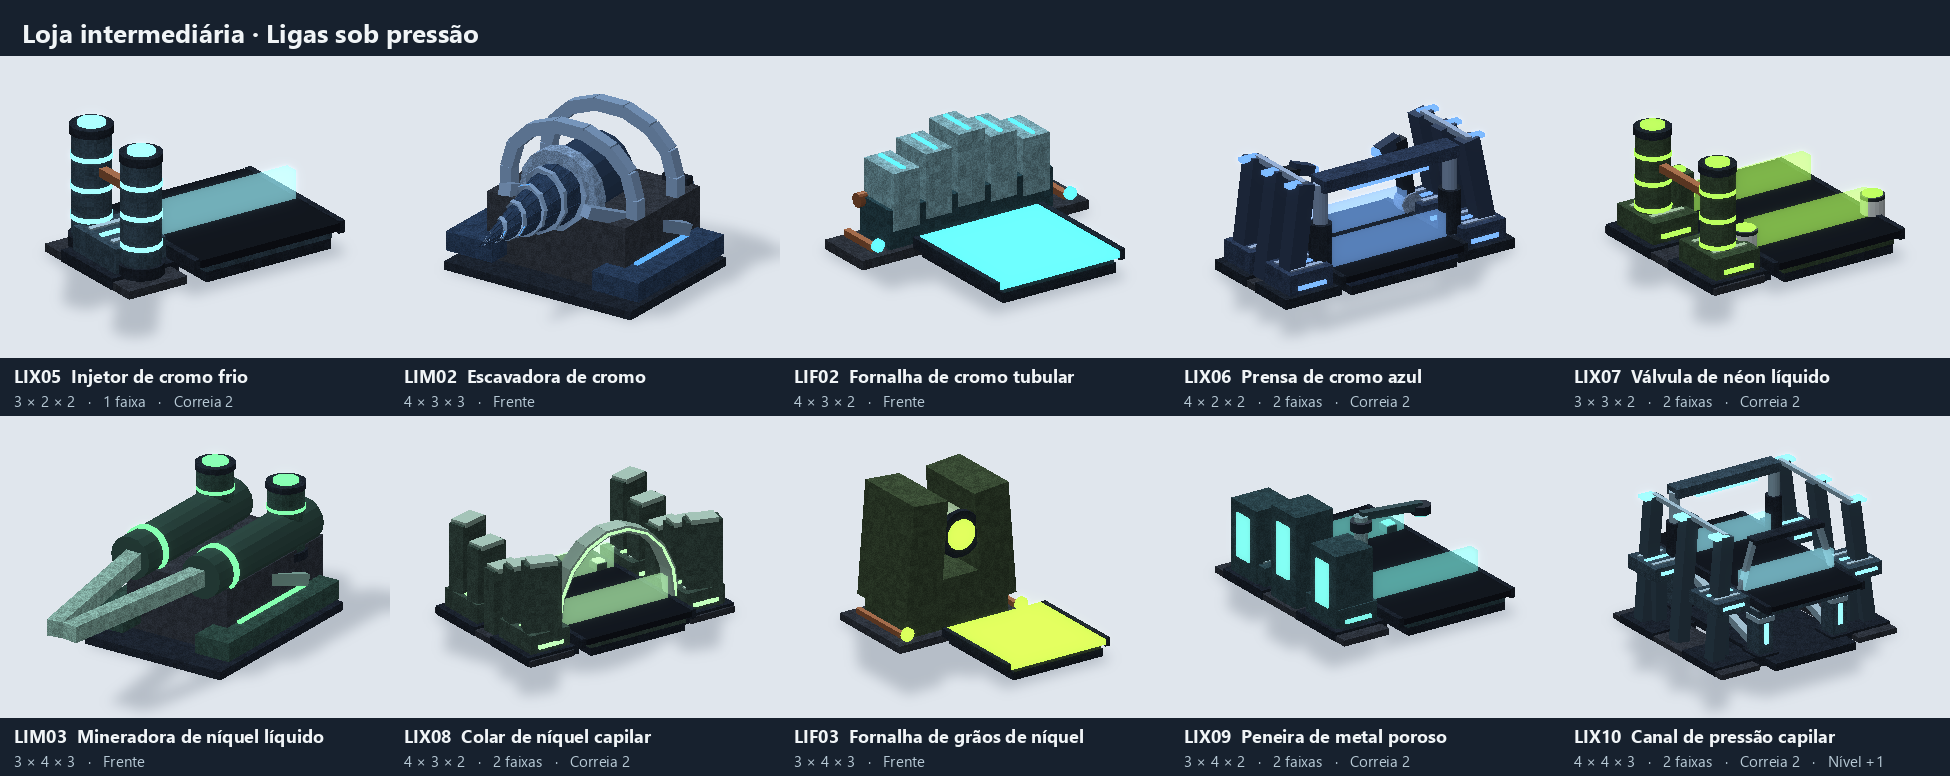 Loja intermediária · Ligas sob pressão
LIX05 Injetor de cromo frio
3 × 2 × 2 · 1 faixa · Correia 2
LIM02 Escavadora de cromo
4 × 3 × 3 · Frente
LIF02 Fornalha de cromo tubular
4 × 3 × 2 · Frente
LIX06 Prensa de cromo azul
4 × 2 × 2 · 2 faixas · Correia 2
LIX07 Válvula de néon líquido
3 × 3 × 2 · 2 faixas · Correia 2
LIM03 Mineradora de níquel líquido
3 × 4 × 3 · Frente
LIX08 Colar de níquel capilar
4 × 3 × 2 · 2 faixas · Correia 2
LIF03 Fornalha de grãos de níquel
3 × 4 × 3 · Frente
LIX09 Peneira de metal poroso
3 × 4 × 2 · 2 faixas · Correia 2
LIX10 Canal de pressão capilar
4 × 4 × 3 · 2 faixas · Correia 2 · Nível +1